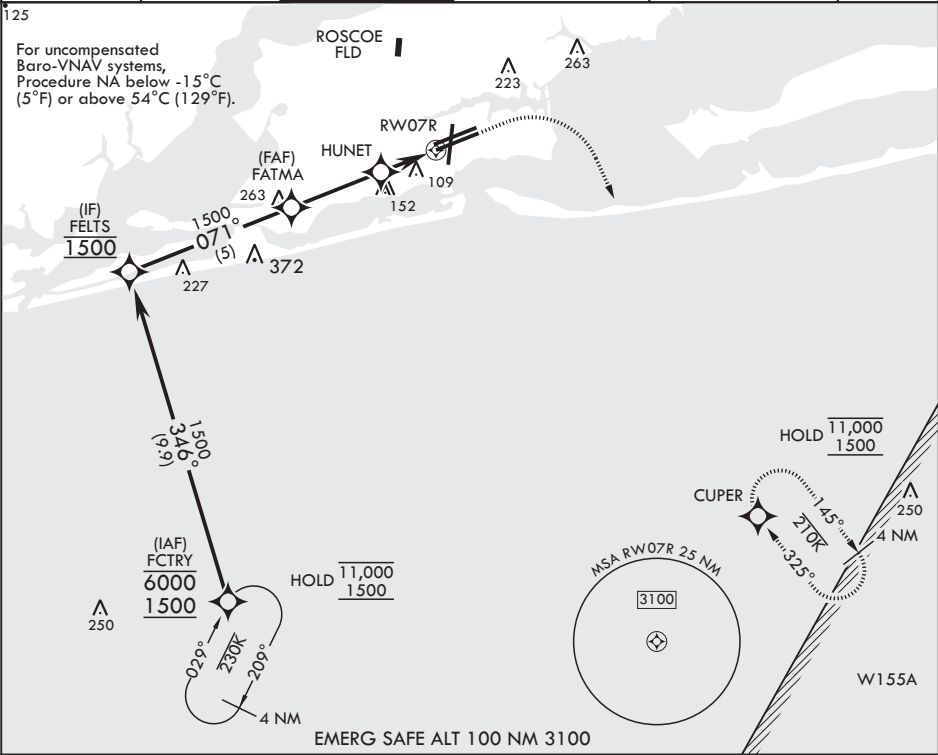 125
For uncompensated
Baro-VNAV systems,
Procedure NA below -15°C
(5°F) or above 54°C (129°F).
ROSCOE
FLD
263
223
RW07R
HUNET
109
152
(FAF)
FATMA
263
(IF)
FELTS
1500
1500
071°
(5)
372
227
1500
346°
(9.9)
HOLD 11,000
1500
CUPER
145°
210K
325°
250
4 NM
(IAF)
FCTRY
6000
1500
HOLD 11,000
1500
250
029°
230K
209°
4 NM
MSA RW07R 25 NM
3100
W155A
EMERG SAFE ALT 100 NM 3100